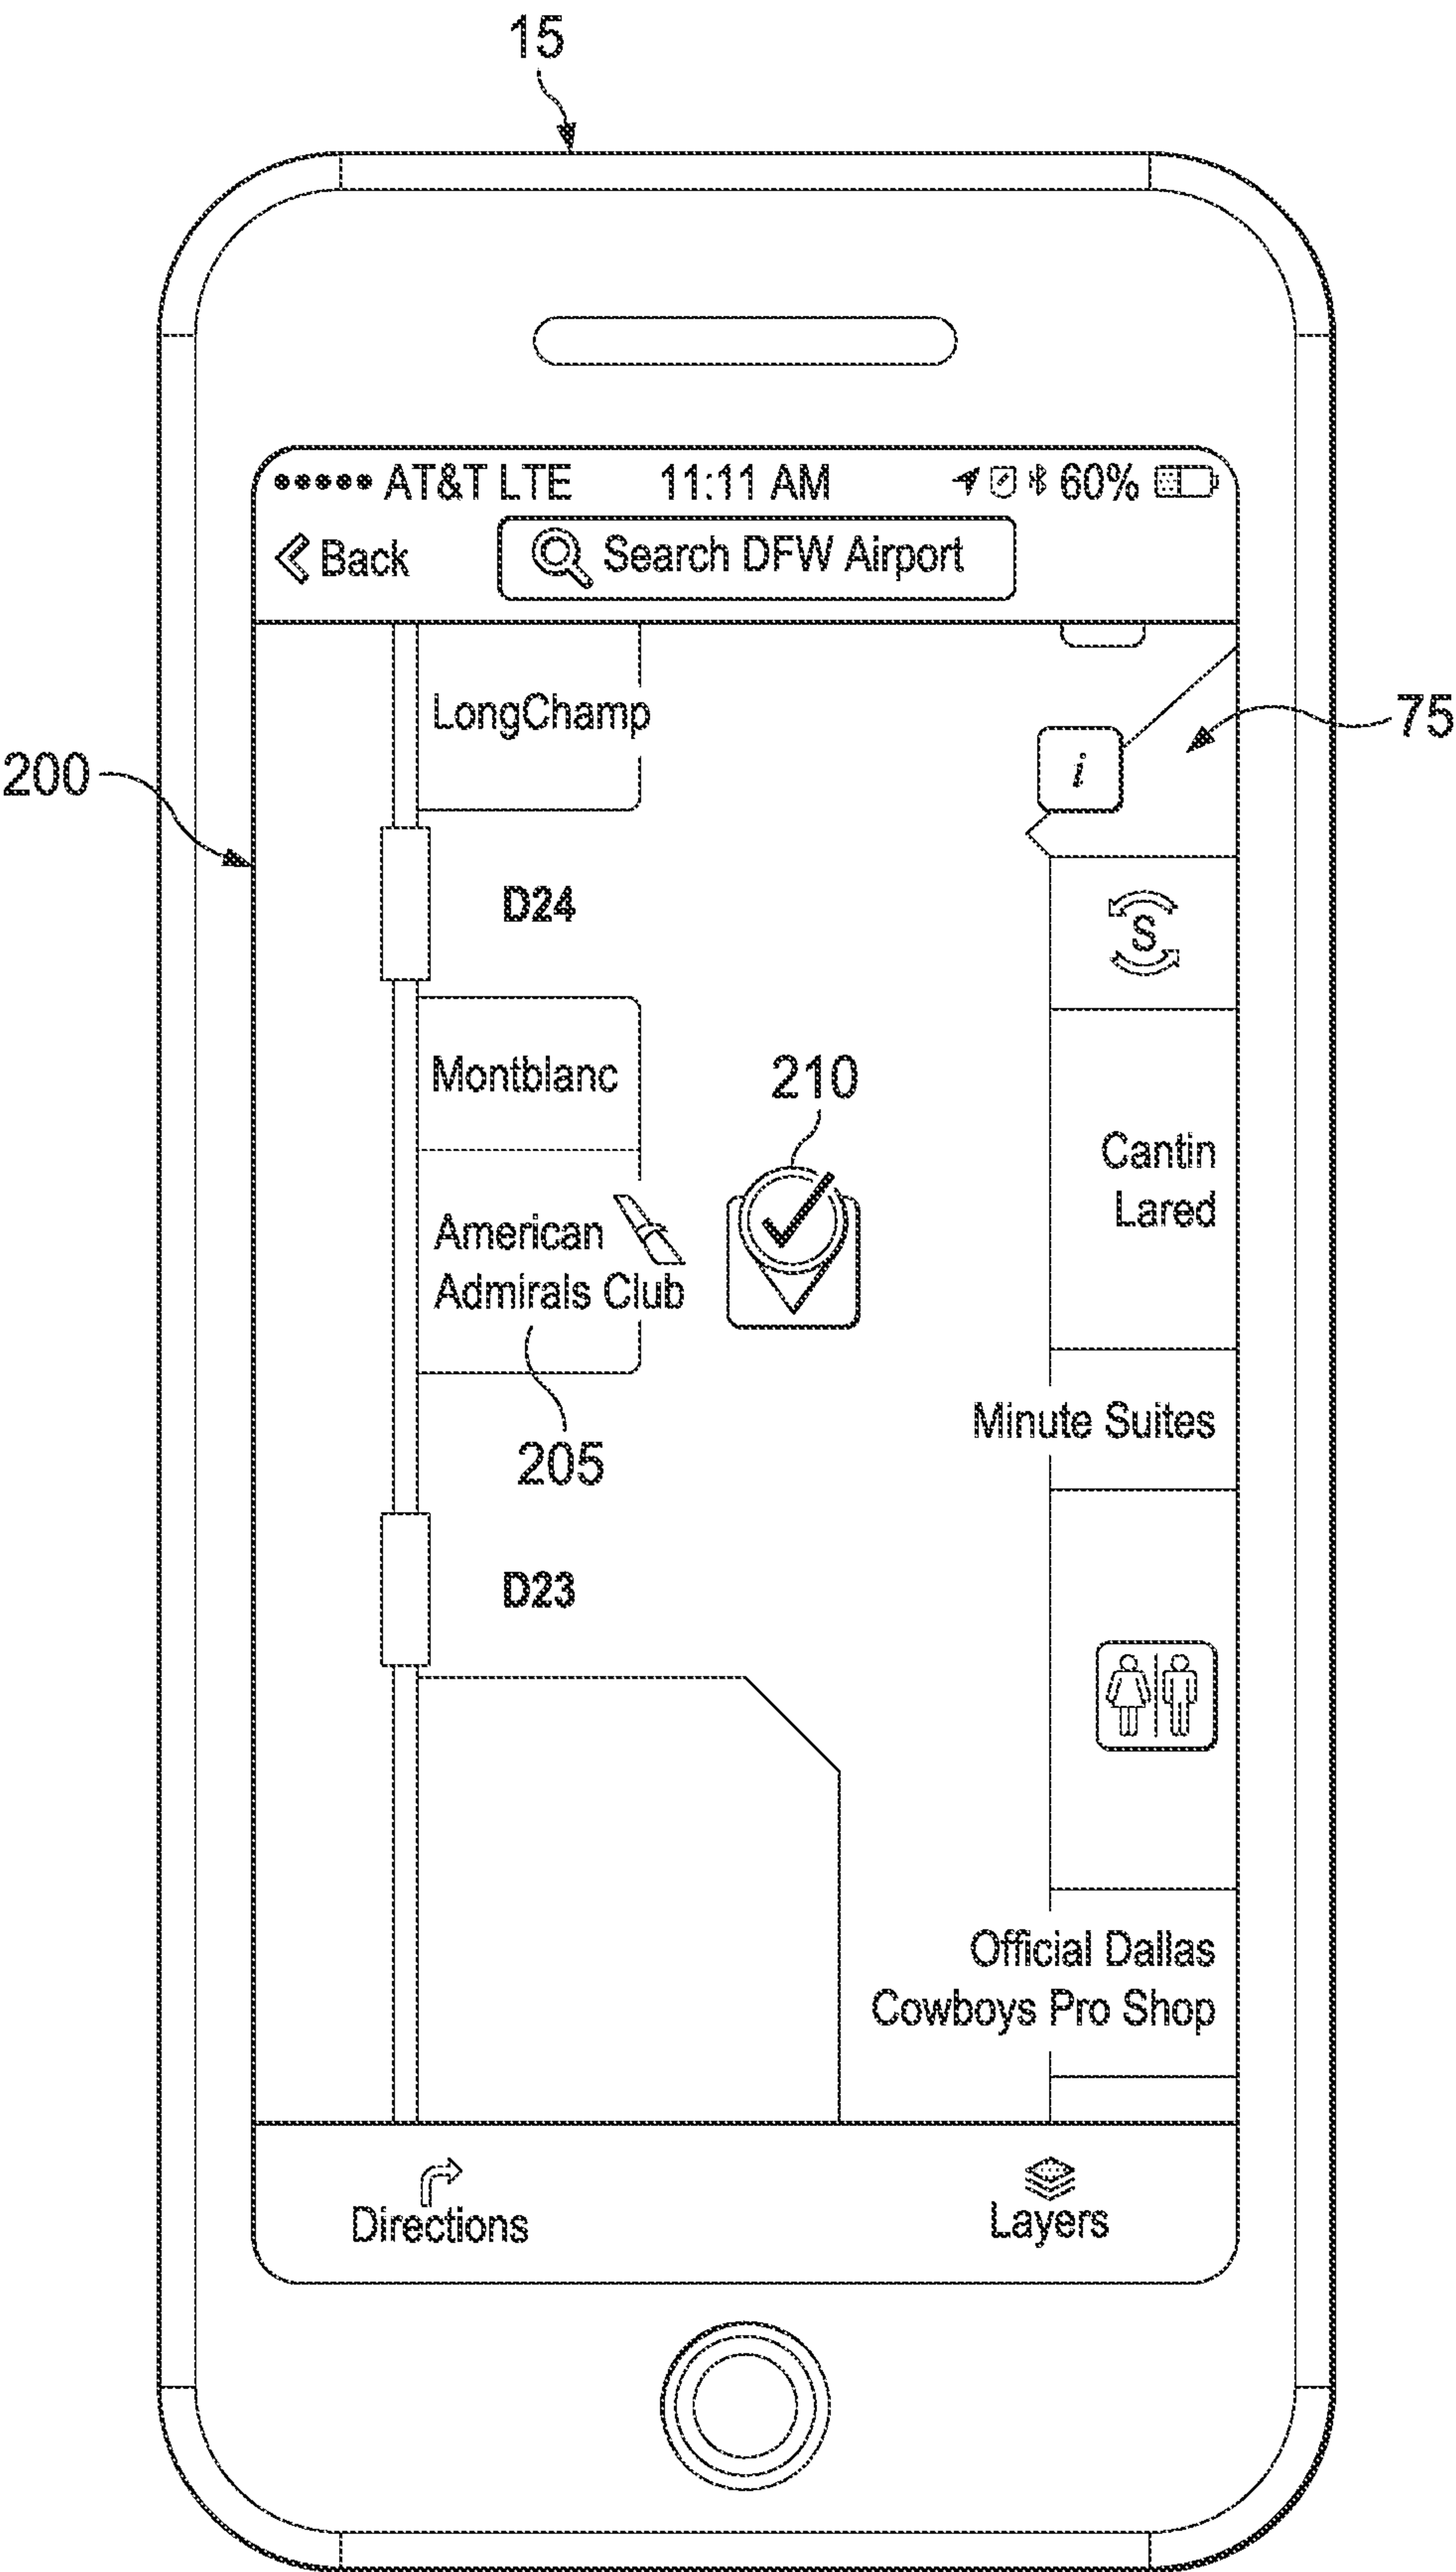 15
AT&T LTE 11:11 AM 60%
Back
Search DFW Airport
LongChamp
75
i
200
D24
S
Montblanc
210
Cantin
Lared
American
Admirals Club
Minute Suites
205
D23
Official Dallas
Cowboys Pro Shop
Directions
Layers